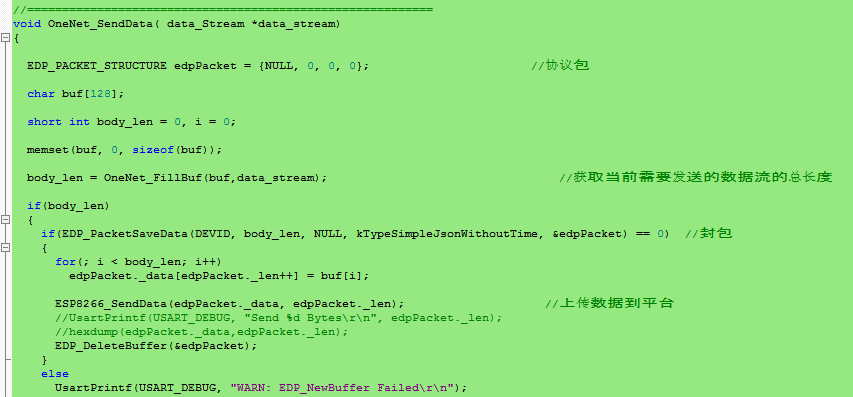 //==========================================================
void OneNet_SendData( data_Stream *data_stream)
{
EDP_PACKET_STRUCTURE edpPacket = {NULL, 0, 0, 0}; //协议包
char buf[128];
short int body_len = 0, i = 0;
memset(buf, 0, sizeof(buf));
body_len = OneNet_FillBuf(buf,data_stream); //获取当前需要发送的数据流的总长度
if(body_len)
{
if(EDP_PacketSaveData(DEVID, body_len, NULL, kTypeSimpleJsonWithoutTime, &edpPacket) == 0) //封包
{
for(; i < body_len; i++)
edpPacket._data[edpPacket._len++] = buf[i];
ESP8266_SendData(edpPacket._data, edpPacket._len); //上传数据到平台
//UsartPrintf(USART_DEBUG, "Send %d Bytes\r\n", edpPacket._len);
//hexdump(edpPacket._data,edpPacket._len);
EDP_DeleteBuffer(&edpPacket);
}
else
UsartPrintf(USART_DEBUG, "WARN: EDP_NewBuffer Failed\r\n");